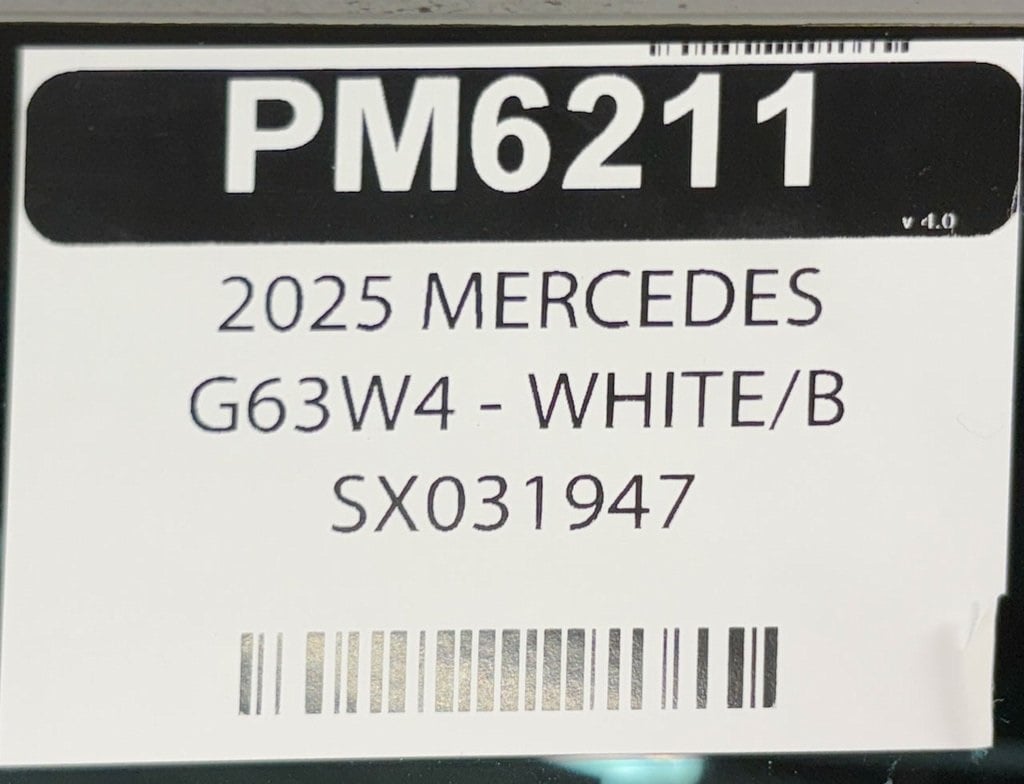 PM6211
v 4.0
2025 MERCEDES
G63W4 - WHITE/B
SX031947